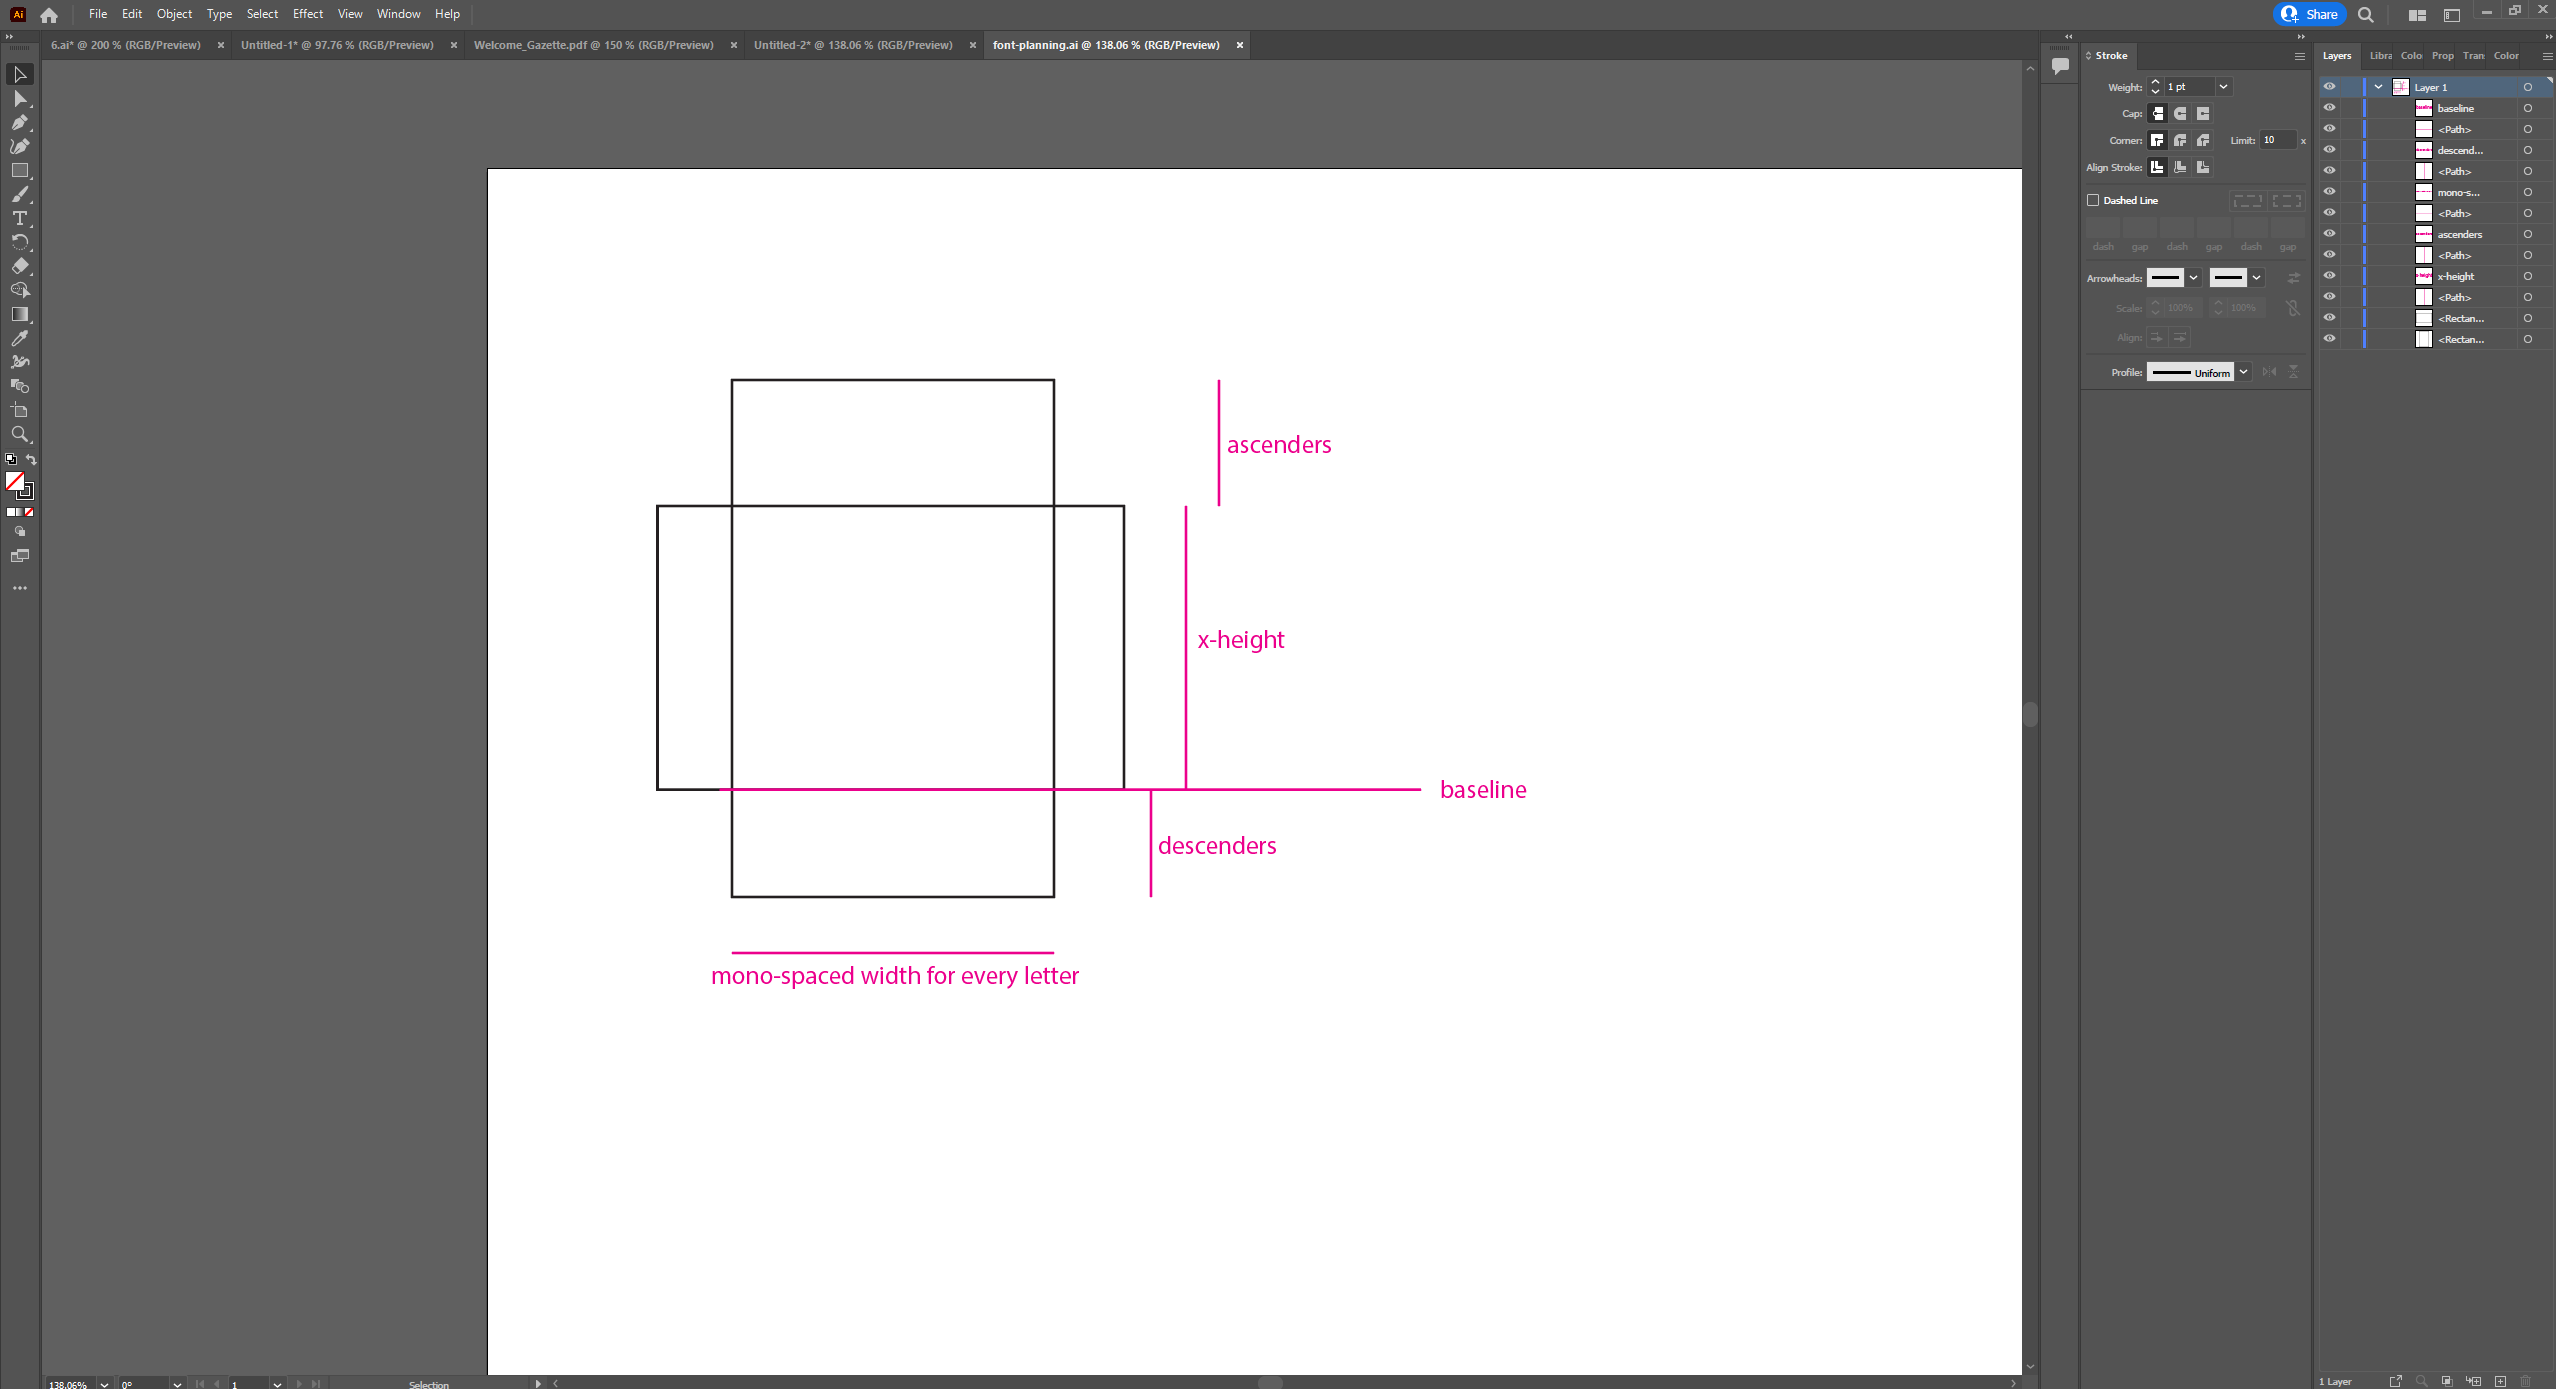 Ai File Edit Object Type Select Effect View Window Help Share
6.ai* @ 200 % (RGB/Preview) × Untitled-1* @ 97.76 % (RGB/Preview) × Welcome_Gazette.pdf @ 150 % (RGB/Preview) × Untitled-2* @ 138.06 % (RGB/Preview) × font-planning.ai @ 138.06 % (RGB/Preview) ×
ascenders
x-height
baseline
descenders
mono-spaced width for every letter
Stroke
Weight: 1 pt
Cap:
Corner: Limit: 10 x
Align Stroke:
Dashed Line
dash gap dash gap dash gap
Arrowheads:
Scale: 100% 100%
Align:
Profile: Uniform
Layers Libra Colo Prop Tran Color
Layer 1
baseline
<Path>
descend...
<Path>
mono-s...
<Path>
ascenders
<Path>
x-height
<Path>
<Rectan...
<Rectan...
138.06% 0° 1 Selection
1 Layer